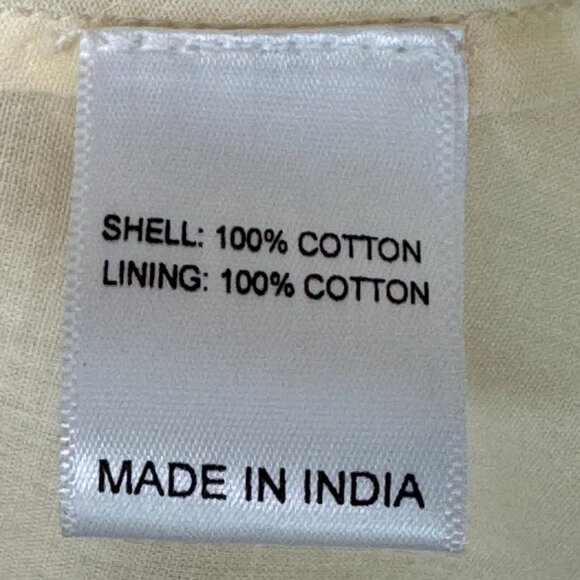 SHELL: 100% COTTON
LINING: 100% COTTON
MADE IN INDIA